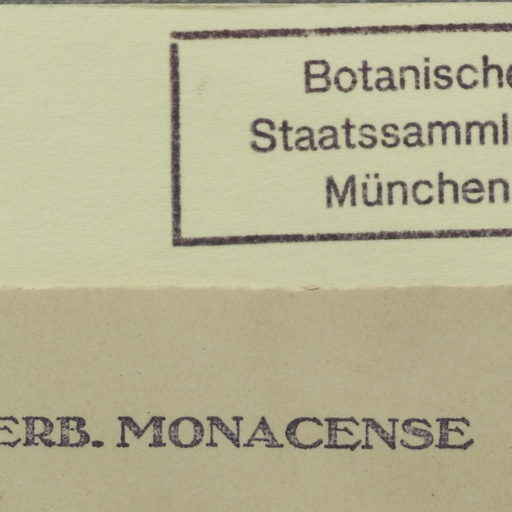 Botanische
Staatssamml
München
ERB. MONACENSE